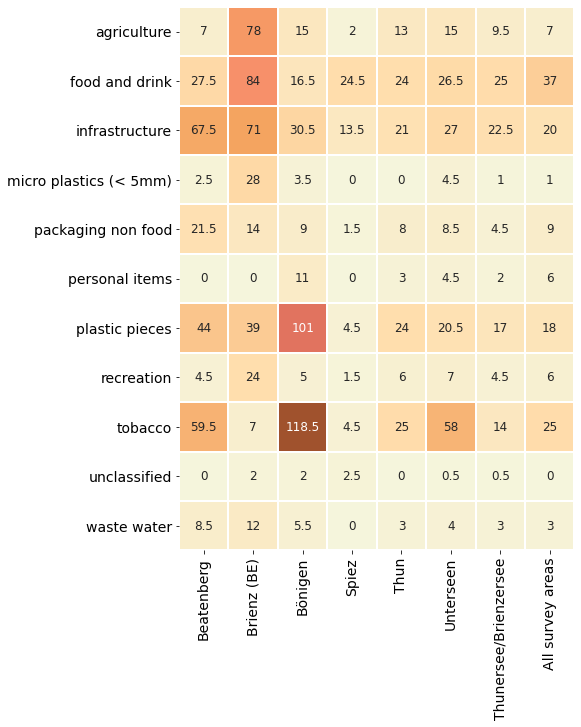 agriculture 7 78 15 2 13 15 9.5 7
food and drink 27.5 84 16.5 24.5 24 26.5 25 37
infrastructure 67.5 71 30.5 13.5 21 27 22.5 20
micro plastics (< 5mm) 2.5 28 3.5 0 0 4.5 1 1
packaging non food 21.5 14 9 1.5 8 8.5 4.5 9
personal items 0 0 11 0 3 4.5 2 6
plastic pieces 44 39 101 4.5 24 20.5 17 18
recreation 4.5 24 5 1.5 6 7 4.5 6
tobacco 59.5 7 118.5 4.5 25 58 14 25
unclassified 0 2 2 2.5 0 0.5 0.5 0
waste water 8.5 12 5.5 0 3 4 3 3
Beatenberg
Brienz (BE)
Bönigen
Spiez
Thun
Unterseen
Thunersee/Brienzersee
All survey areas